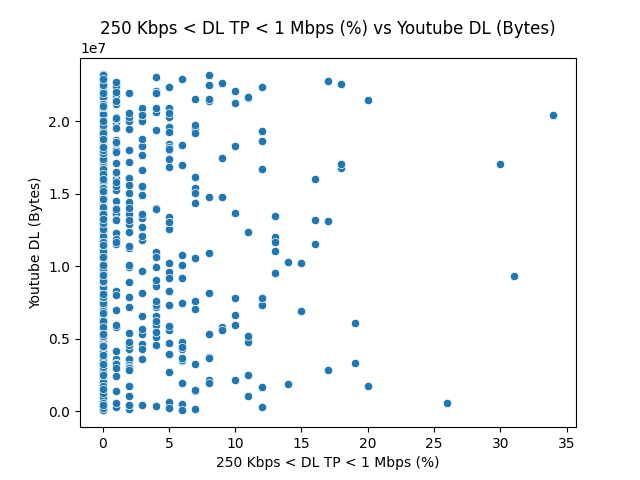 250 Kbps < DL TP < 1 Mbps (%) vs Youtube DL (Bytes)
1e7
2.0
1.5
1.0
0.5
0.0
Youtube DL (Bytes)
0 5 10 15 20 25 30 35
250 Kbps < DL TP < 1 Mbps (%)